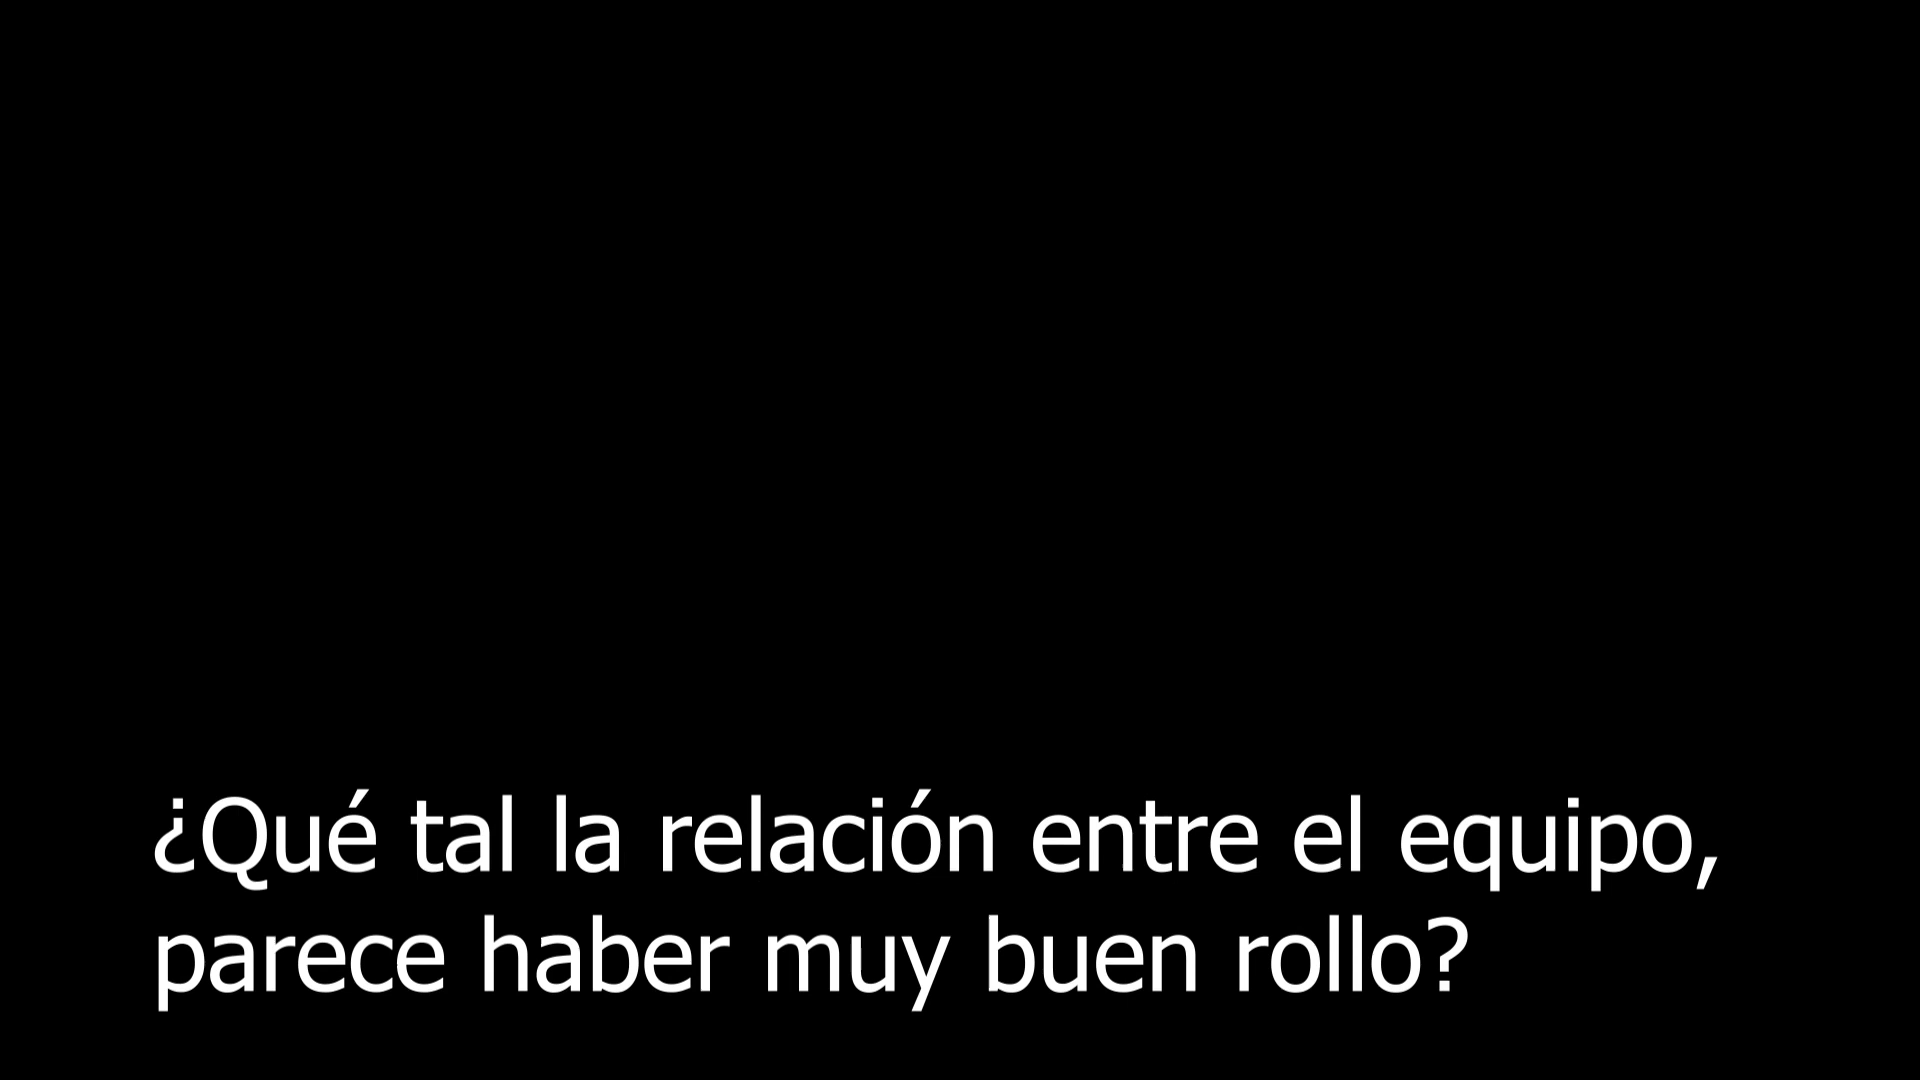 ¿Qué tal la relación entre el equipo,
parece haber muy buen rollo?